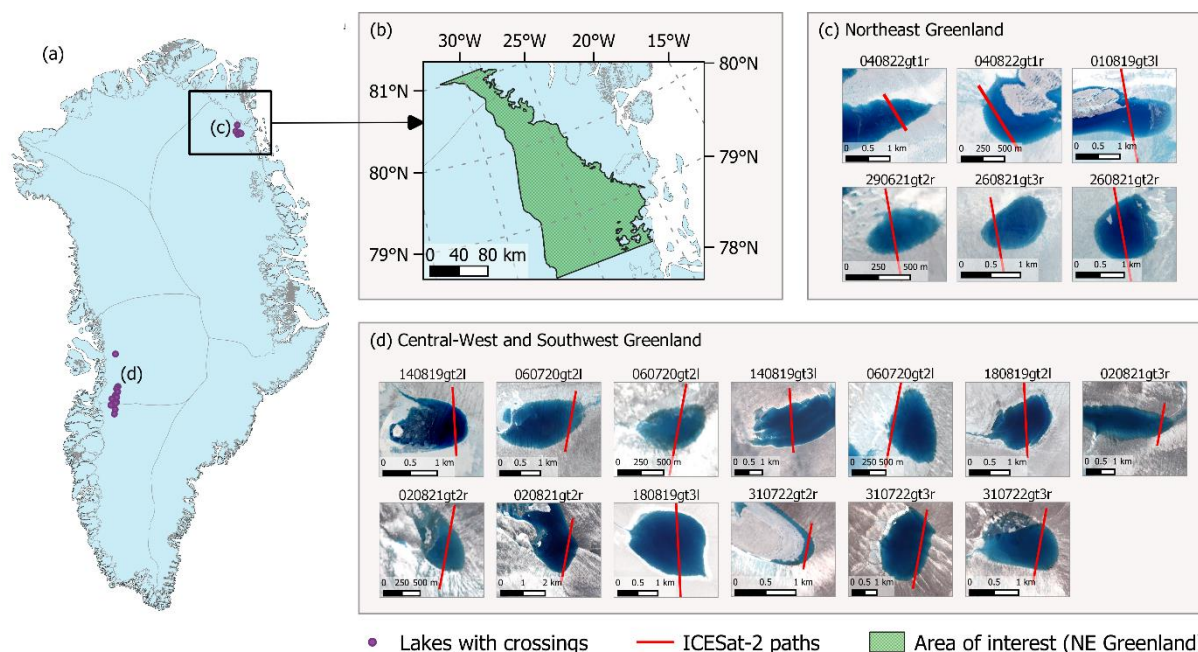 (a)
(c)
(d)
(b)
30°W 25°W 20°W 15°W
81°N
80°N
79°N
80°N
79°N
78°N
0 40 80 km
(c) Northeast Greenland
040822gt1r 040822gt1r 010819gt3l
0 0.5 1 km 0 250 500 m 0 0.5 1 km
290621gt2r 260821gt3r 260821gt2r
0 250 500 m 0 0.5 1 km 0 0.5 1 km
(d) Central-West and Southwest Greenland
140819gt2l 060720gt2l 060720gt2l 140819gt3l 060720gt2l 180819gt2l 020821gt3r
0 0.5 1 km 0 0.5 1 km 0 250 500 m 0 0.5 1 km 0 250 500 m 0 1 2 km 0 0.5 1 km
020821gt2r 020821gt2r 180819gt3l 310722gt2r 310722gt3r 310722gt3r
0 250 500 m 0 1 2 km 0 0.5 1 km 0 0.5 1 km 0 0.5 1 km 0 0.5 1 km
Lakes with crossings ICESat-2 paths Area of interest (NE Greenland